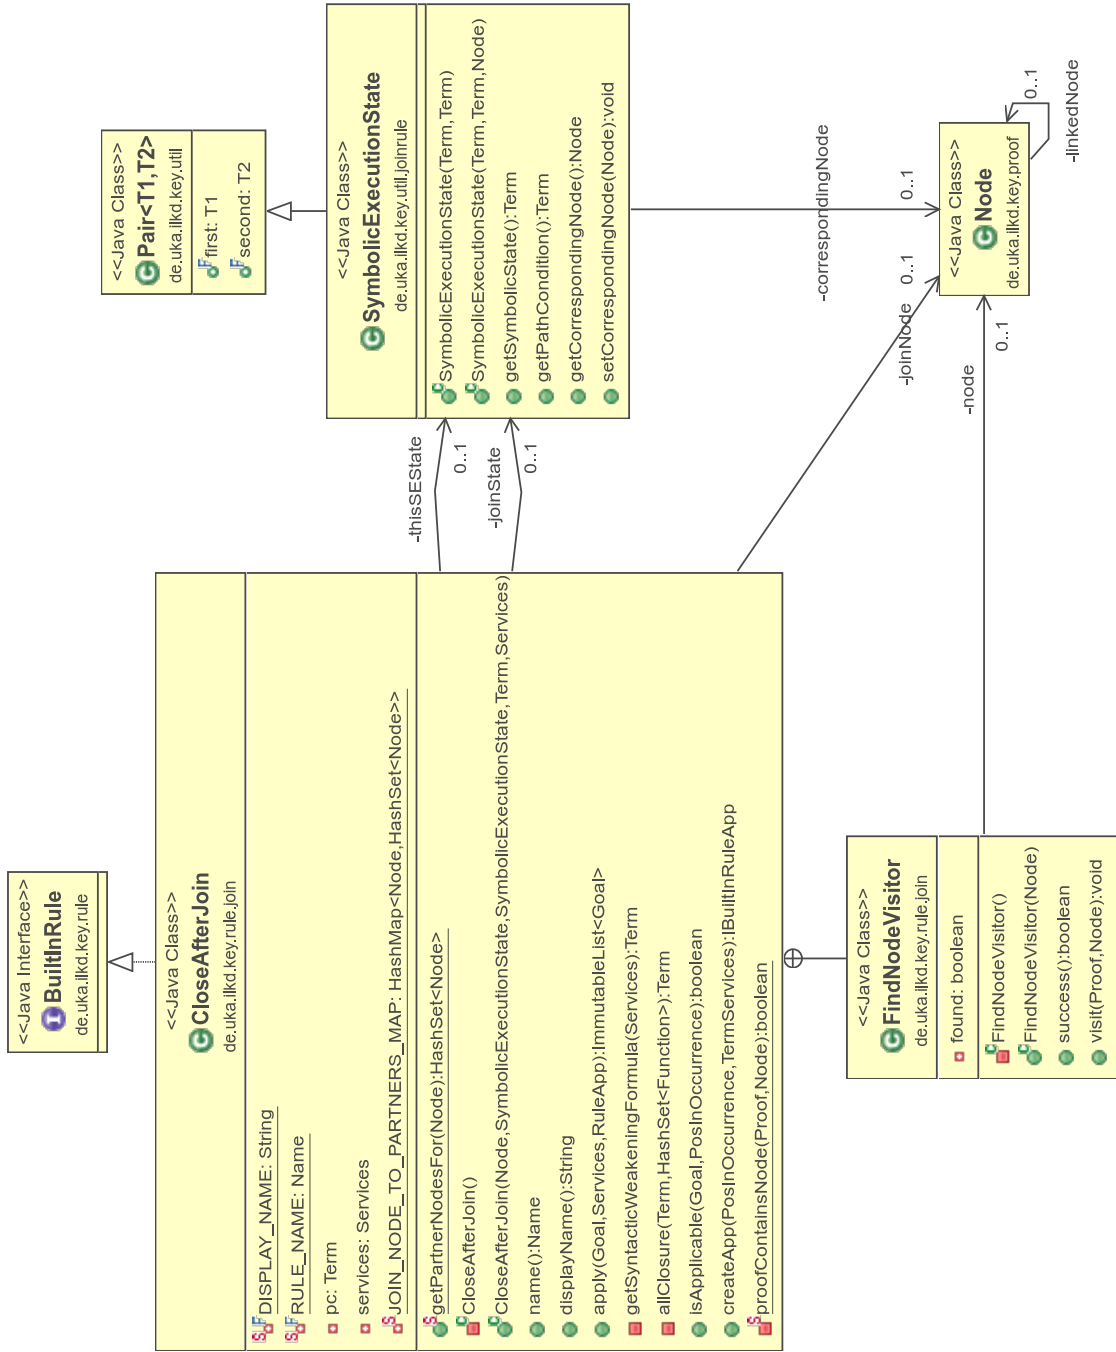 <<Java Interface>>
BuiltInRule
de.uka.ilkd.key.rule
<<Java Class>>
CloseAfterJoin
de.uka.ilkd.key.rule.join
DISPLAY_NAME: String
RULE_NAME: Name
pc: Term
services: Services
JOIN_NODE_TO_PARTNERS_MAP: HashMap<Node,HashSet<Node>>
getPartnerNodesFor(Node):HashSet<Node>
CloseAfterJoin()
CloseAfterJoin(Node,SymbolicExecutionState,SymbolicExecutionState,Term,Services)
name():Name
displayName():String
apply(Goal,Services,RuleApp):ImmutableList<Goal>
getSyntacticWeakeningFormula(Services):Term
allClosure(Term,HashSet<Function>):Term
isApplicable(Goal,PosInOccurrence):boolean
createApp(PosInOccurrence,TermServices):IBuiltInRuleApp
proofContainsNode(Proof,Node):boolean
<<Java Class>>
FindNodeVisitor
de.uka.ilkd.key.rule.join
found: boolean
FindNodeVisitor()
FindNodeVisitor(Node)
success():boolean
visit(Proof,Node):void
<<Java Class>>
Pair<T1,T2>
de.uka.ilkd.key.util
first: T1
second: T2
<<Java Class>>
SymbolicExecutionState
de.uka.ilkd.key.util.joinrule
SymbolicExecutionState(Term,Term)
SymbolicExecutionState(Term,Term,Node)
getSymbolicState():Term
getPathCondition():Term
getCorrespondingNode():Node
setCorrespondingNode(Node):void
-thisSEState
0..1
-joinState
0..1
-correspondingNode
0..1
-joinNode
0..1
-node
0..1
<<Java Class>>
Node
de.uka.ilkd.key.proof
0..1
-linkedNode